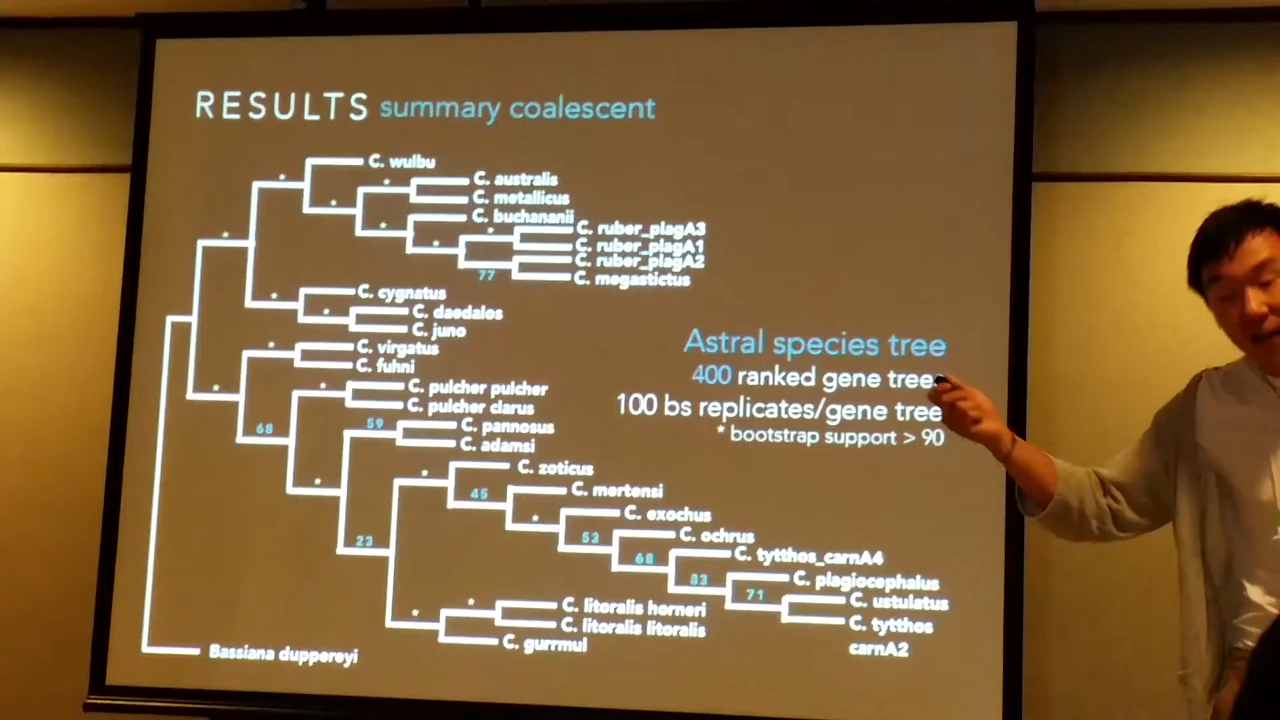 RESULTS summary coalescent
C. wulbu
C. australis
C. metallicus
C. buchananii
C. ruber_plagA3
C. ruber_plagA1
C. ruber_plagA2
C. megastictus
77
C. cygnatus
C. daedalos
C. juno
C. virgatus
C. fuhni
C. pulcher pulcher
C. pulcher clarus
68
59
C. pannosus
C. adamsi
C. zoticus
45
C. mertensi
C. exochus
23
53
C. ochrus
68
C. tytthos_carnA4
83
C. plagiocephalus
71
C. ustulatus
C. tytthos
carnA2
C. litoralis horneri
C. litoralis litoralis
C. gurrmul
Bassiana duppereyi
Astral species tree
400 ranked gene trees
100 bs replicates/gene tree
* bootstrap support > 90